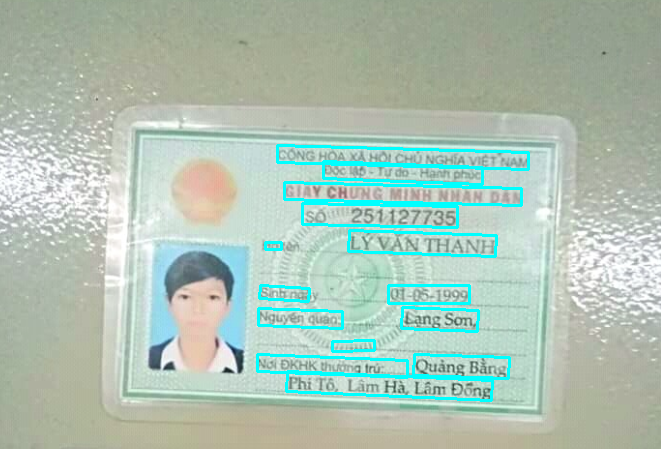 CỘNG HÒA XÃ HỘI CHỦ NGHĨA VIỆT NAM
Độc lập - Tự do - Hạnh phúc
GIẤY CHỨNG MINH NHÂN DÂN
SỐ 251127735
Họ tên LÝ VĂN THANH
Sinh ngày 01-05-1999
Nguyên quán: Lạng Sơn,
Nơi ĐKHK thường trú: Quảng Bằng
Phi Tô, Lâm Hà, Lâm Đồng